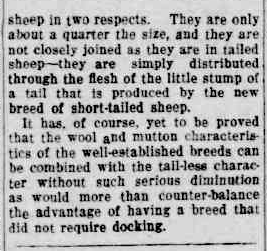 sheep in two respects. They are only
about a quarter the size, and they are
not closely joined as they are in tailed
sheep—they are simply distributed
through the flesh of the little stump of
a tail that is produced by the new
breed of short-tailed sheep.
It has, of course, yet to be proved
that the wool and mutton characteris-
tics of the well-established breeds can
be combined with the tail-less charac-
ter without such serious diminution
as would more than counter-balance
the advantage of having a breed that
did not require docking.